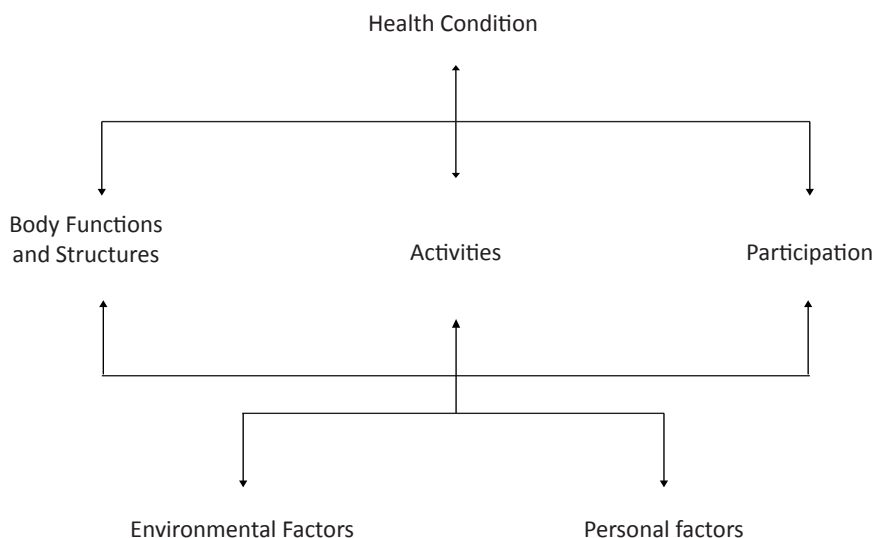 Health Condition
Body Functions
and Structures
Activities
Participation
Environmental Factors
Personal factors